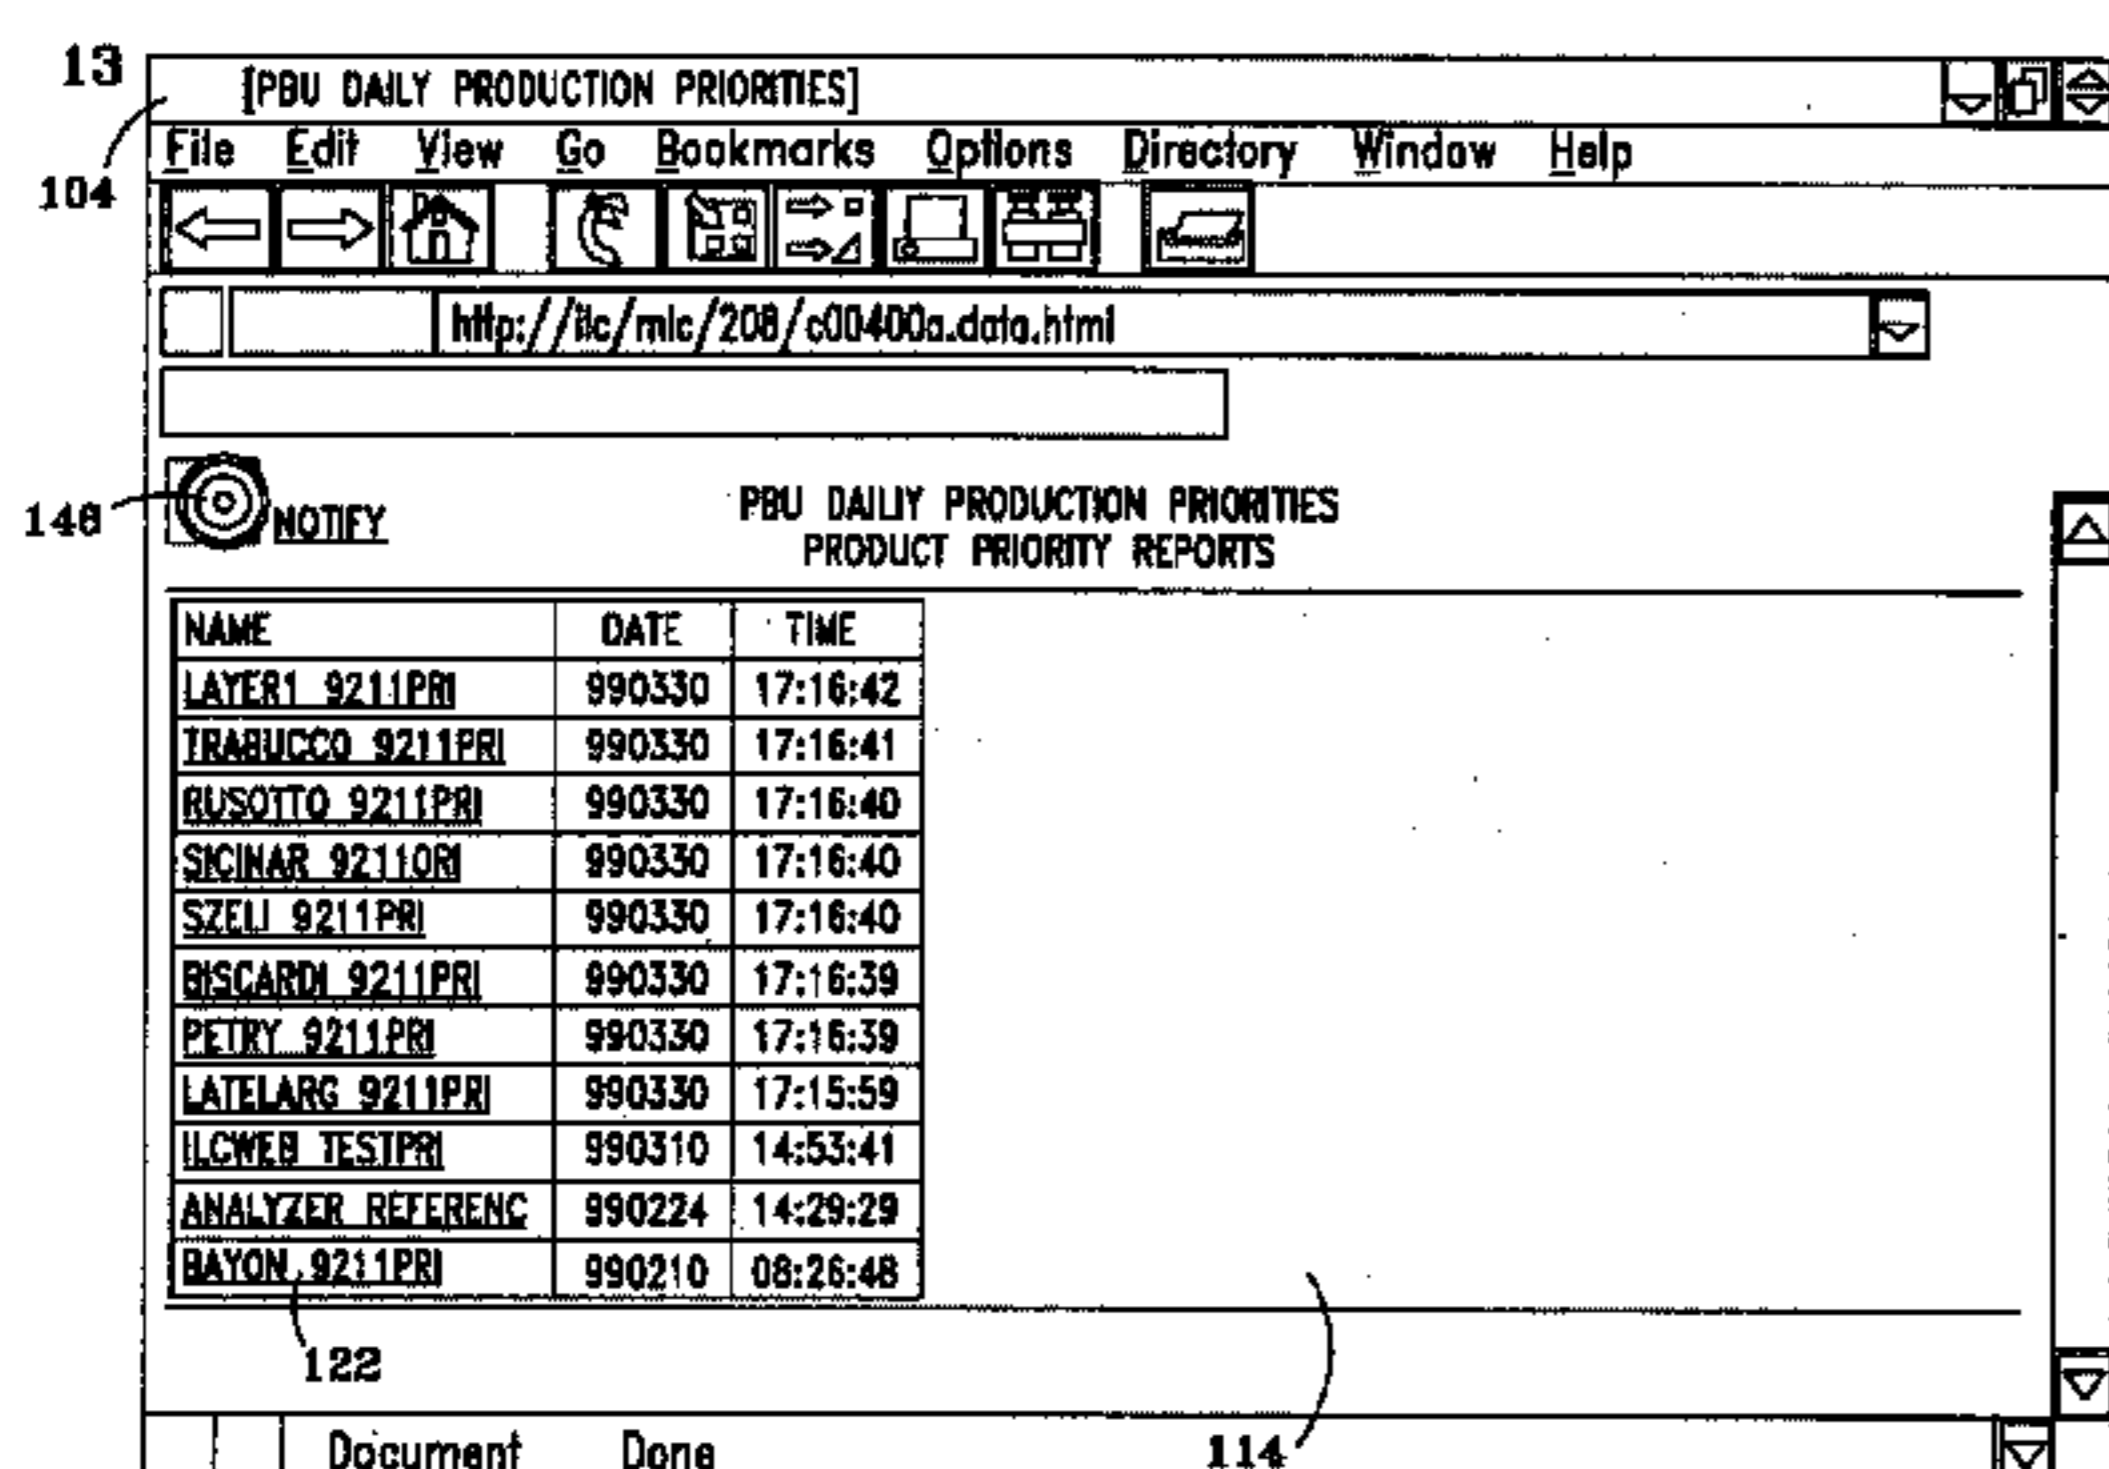 13
[PBU DAILY PRODUCTION PRIORITIES]
File Edit View Go Bookmarks Options Directory Window Help
104
http://ilc/mlc/208/c00400a.data.html
146 NOTIFY
PBU DAILIY PRODUCTION PRIORITIES
PRODUCT PRIORITY REPORTS
NAME DATE TIME
LAYER1 9211PRI 990330 17:16:42
TRABUCCO 9211PRI 990330 17:16:41
RUSOTTO 9211PRI 990330 17:16:40
SICINAR 9211ORI 990330 17:16:40
SZELI 9211PRI 990330 17:16:40
BISCARDI 9211PRI 990330 17:16:39
PETRY 9211PRI 990330 17:16:39
LATELARG 9211PRI 990330 17:15:59
ILCWEB TESTPRI 990310 14:53:41
ANALYZER REFERENC 990224 14:29:29
BAYON 9211PRI 990210 08:26:48
122
Document Done
114